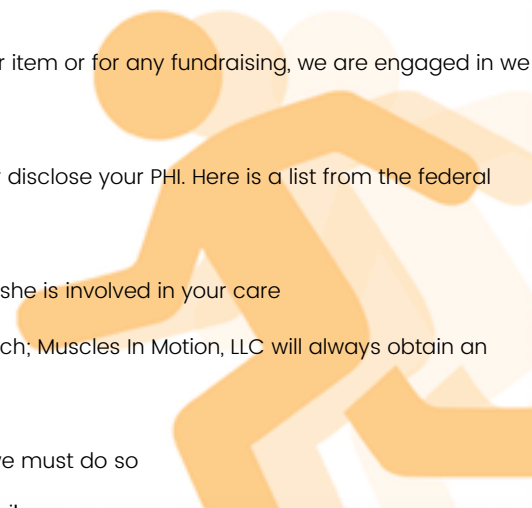 item or for any fundraising, we are engaged in we
disclose your PHI. Here is a list from the federal
she is involved in your care
ch; Muscles In Motion, LLC will always obtain an
must do so